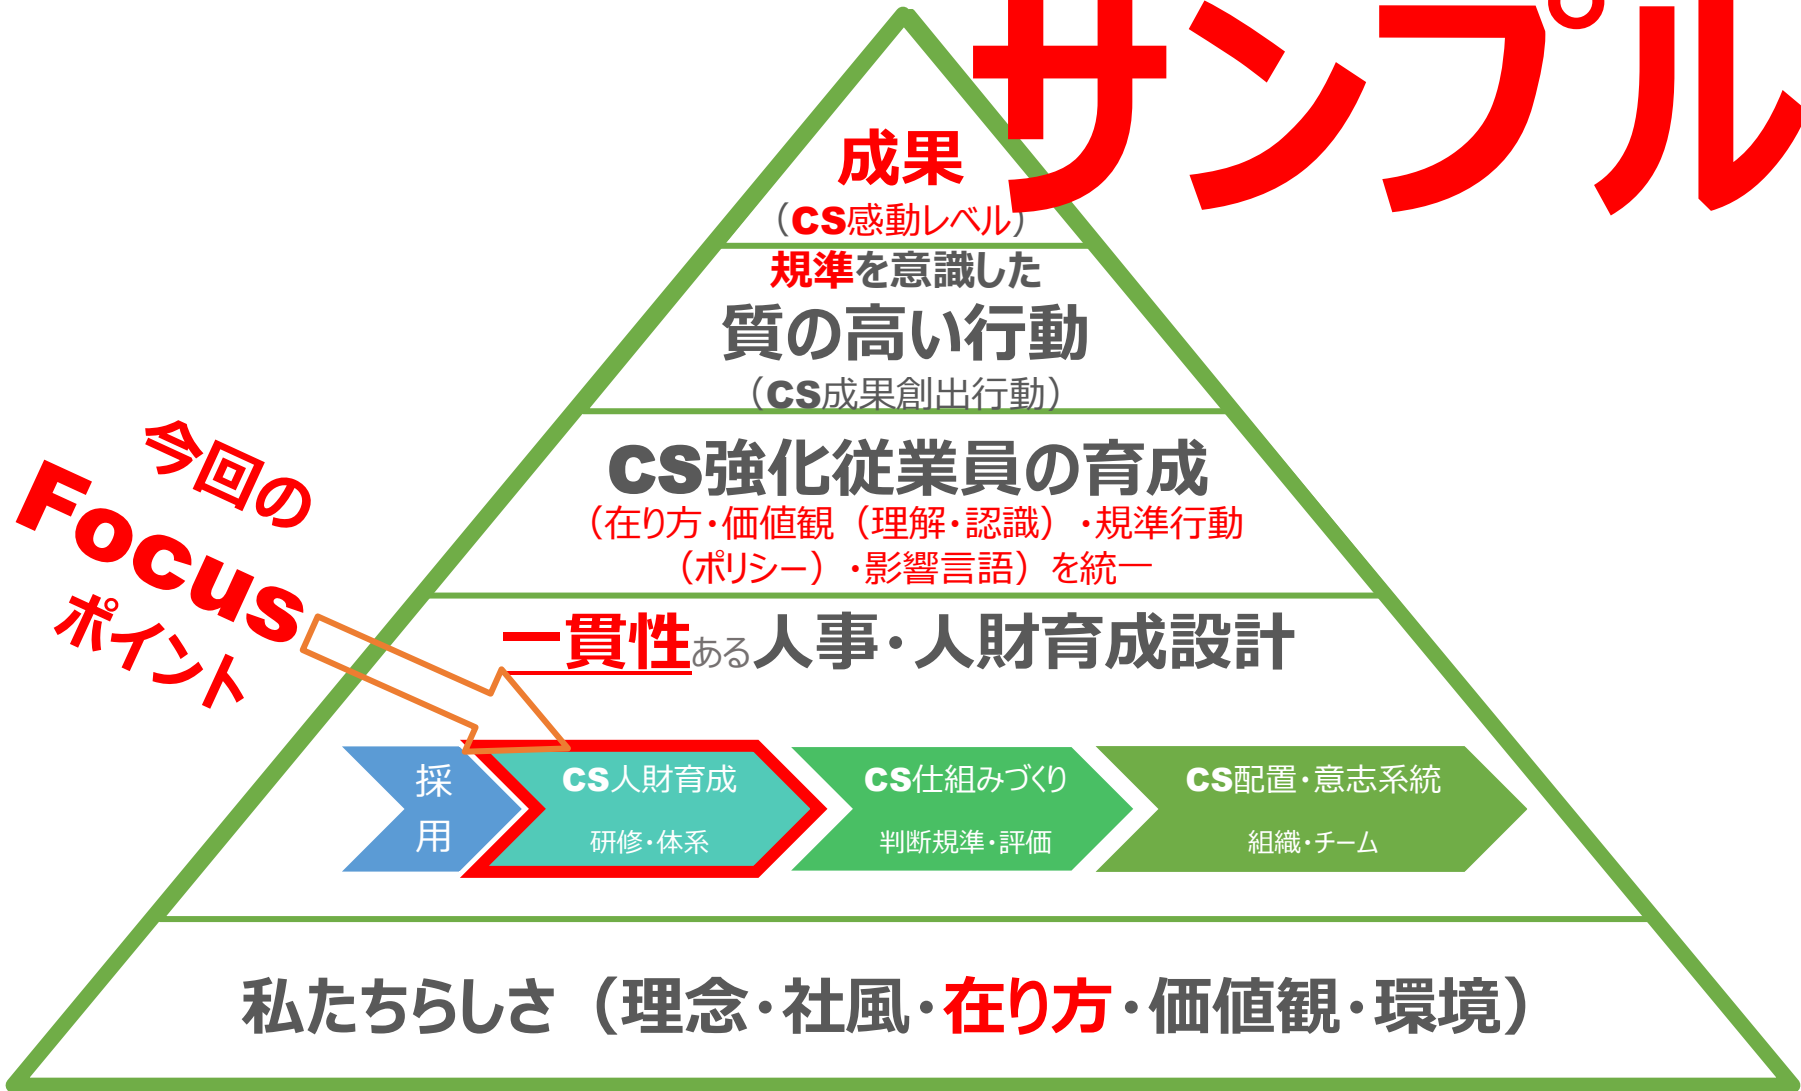 サンプル
成果
（CS感動レベル）
規準を意識した
質の高い行動
（CS成果創出行動）
CS強化従業員の育成
（在り方・価値観（理解・認識）・規準行動
（ポリシー）・影響言語）を統一
今回の
Focus
ポイント
一貫性ある人事・人財育成設計
採
用
CS人財育成
研修・体系
CS仕組みづくり
判断規準・評価
CS配置・意志系統
組織・チーム
私たちらしさ（理念・社風・在り方・価値観・環境）